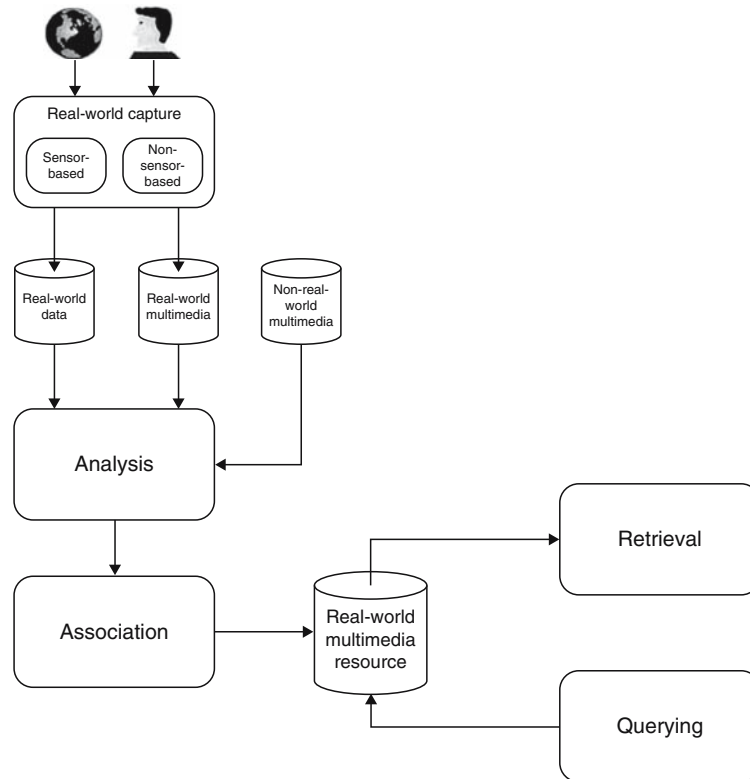 Real-world capture
Sensor-
based
Non-
sensor-
based
Real-world
data
Real-world
multimedia
Non-real-
world
multimedia
Analysis
Association
Real-world
multimedia
resource
Retrieval
Querying